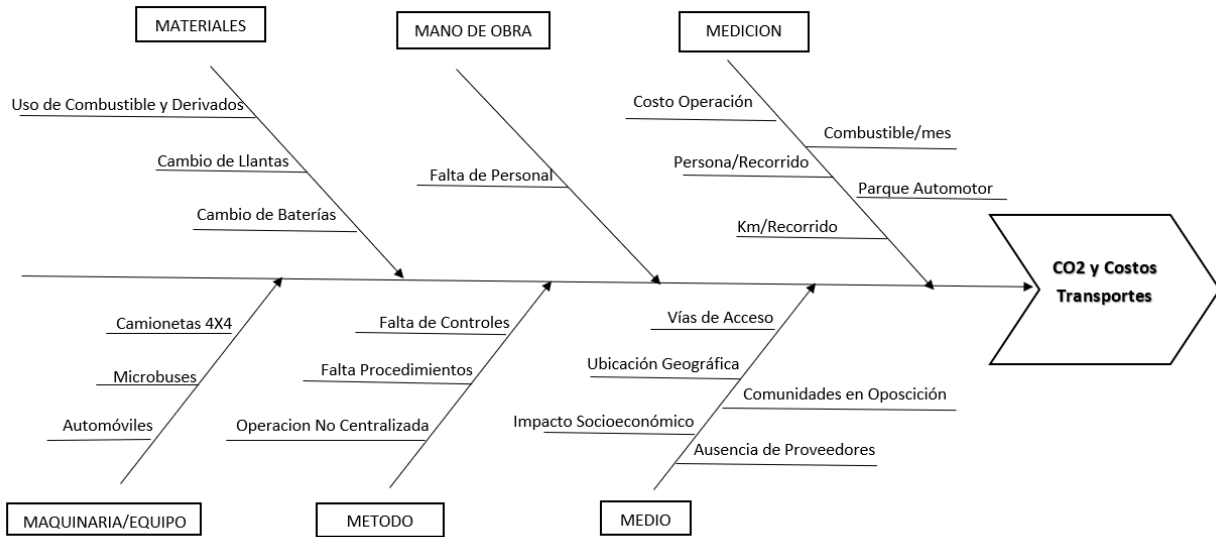 MATERIALES
MANO DE OBRA
MEDICION
Uso de Combustible y Derivados
Cambio de Llantas
Cambio de Baterías
Falta de Personal
Costo Operación
Persona/Recorrido
Km/Recorrido
Combustible/mes
Parque Automotor
CO2 y Costos
Transportes
Camionetas 4X4
Microbuses
Automóviles
Falta de Controles
Falta Procedimientos
Operacion No Centralizada
Vías de Acceso
Ubicación Geográfica
Impacto Socioeconómico
Comunidades en Oposcición
Ausencia de Proveedores
MAQUINARIA/EQUIPO
METODO
MEDIO